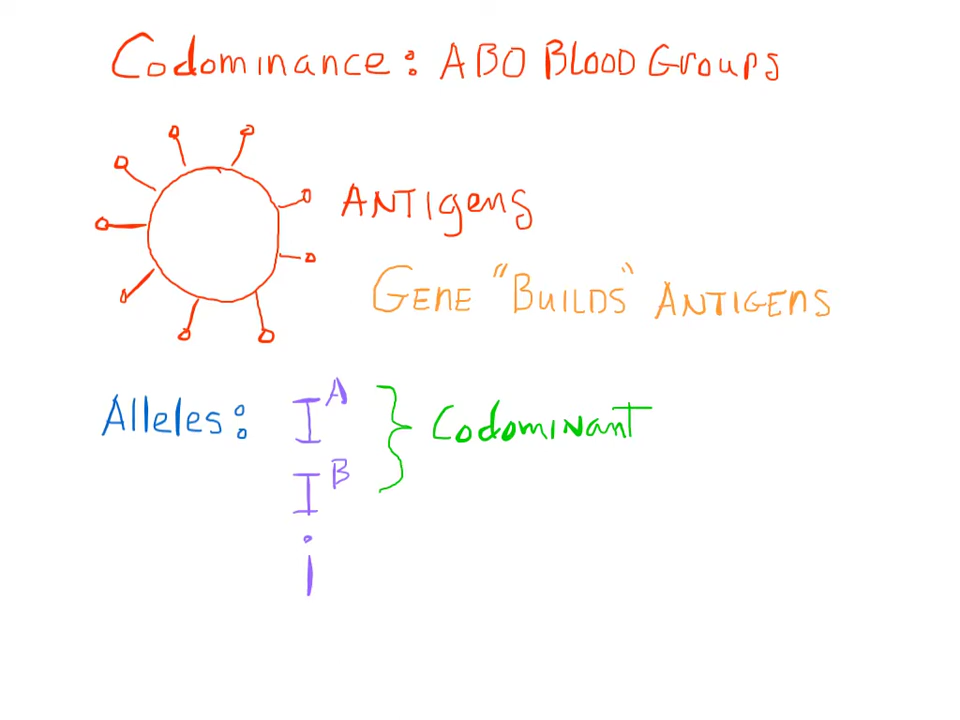 Codominance: ABO Blood Groups
Antigens
Gene "Builds" Antigens
Alleles: I^A } Codominant
I^B
i